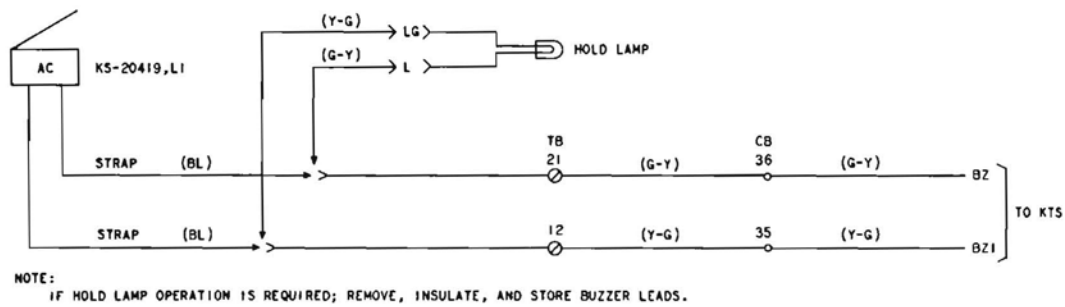 (Y-G) LG
HOLD LAMP
(G-Y) L
AC KS-20419,L1
TB CB
STRAP (BL) 21 (G-Y) 36 (G-Y) BZ
TO KTS
STRAP (BL) 12 (Y-G) 35 (Y-G) BZ1
NOTE:
IF HOLD LAMP OPERATION IS REQUIRED; REMOVE, INSULATE, AND STORE BUZZER LEADS.